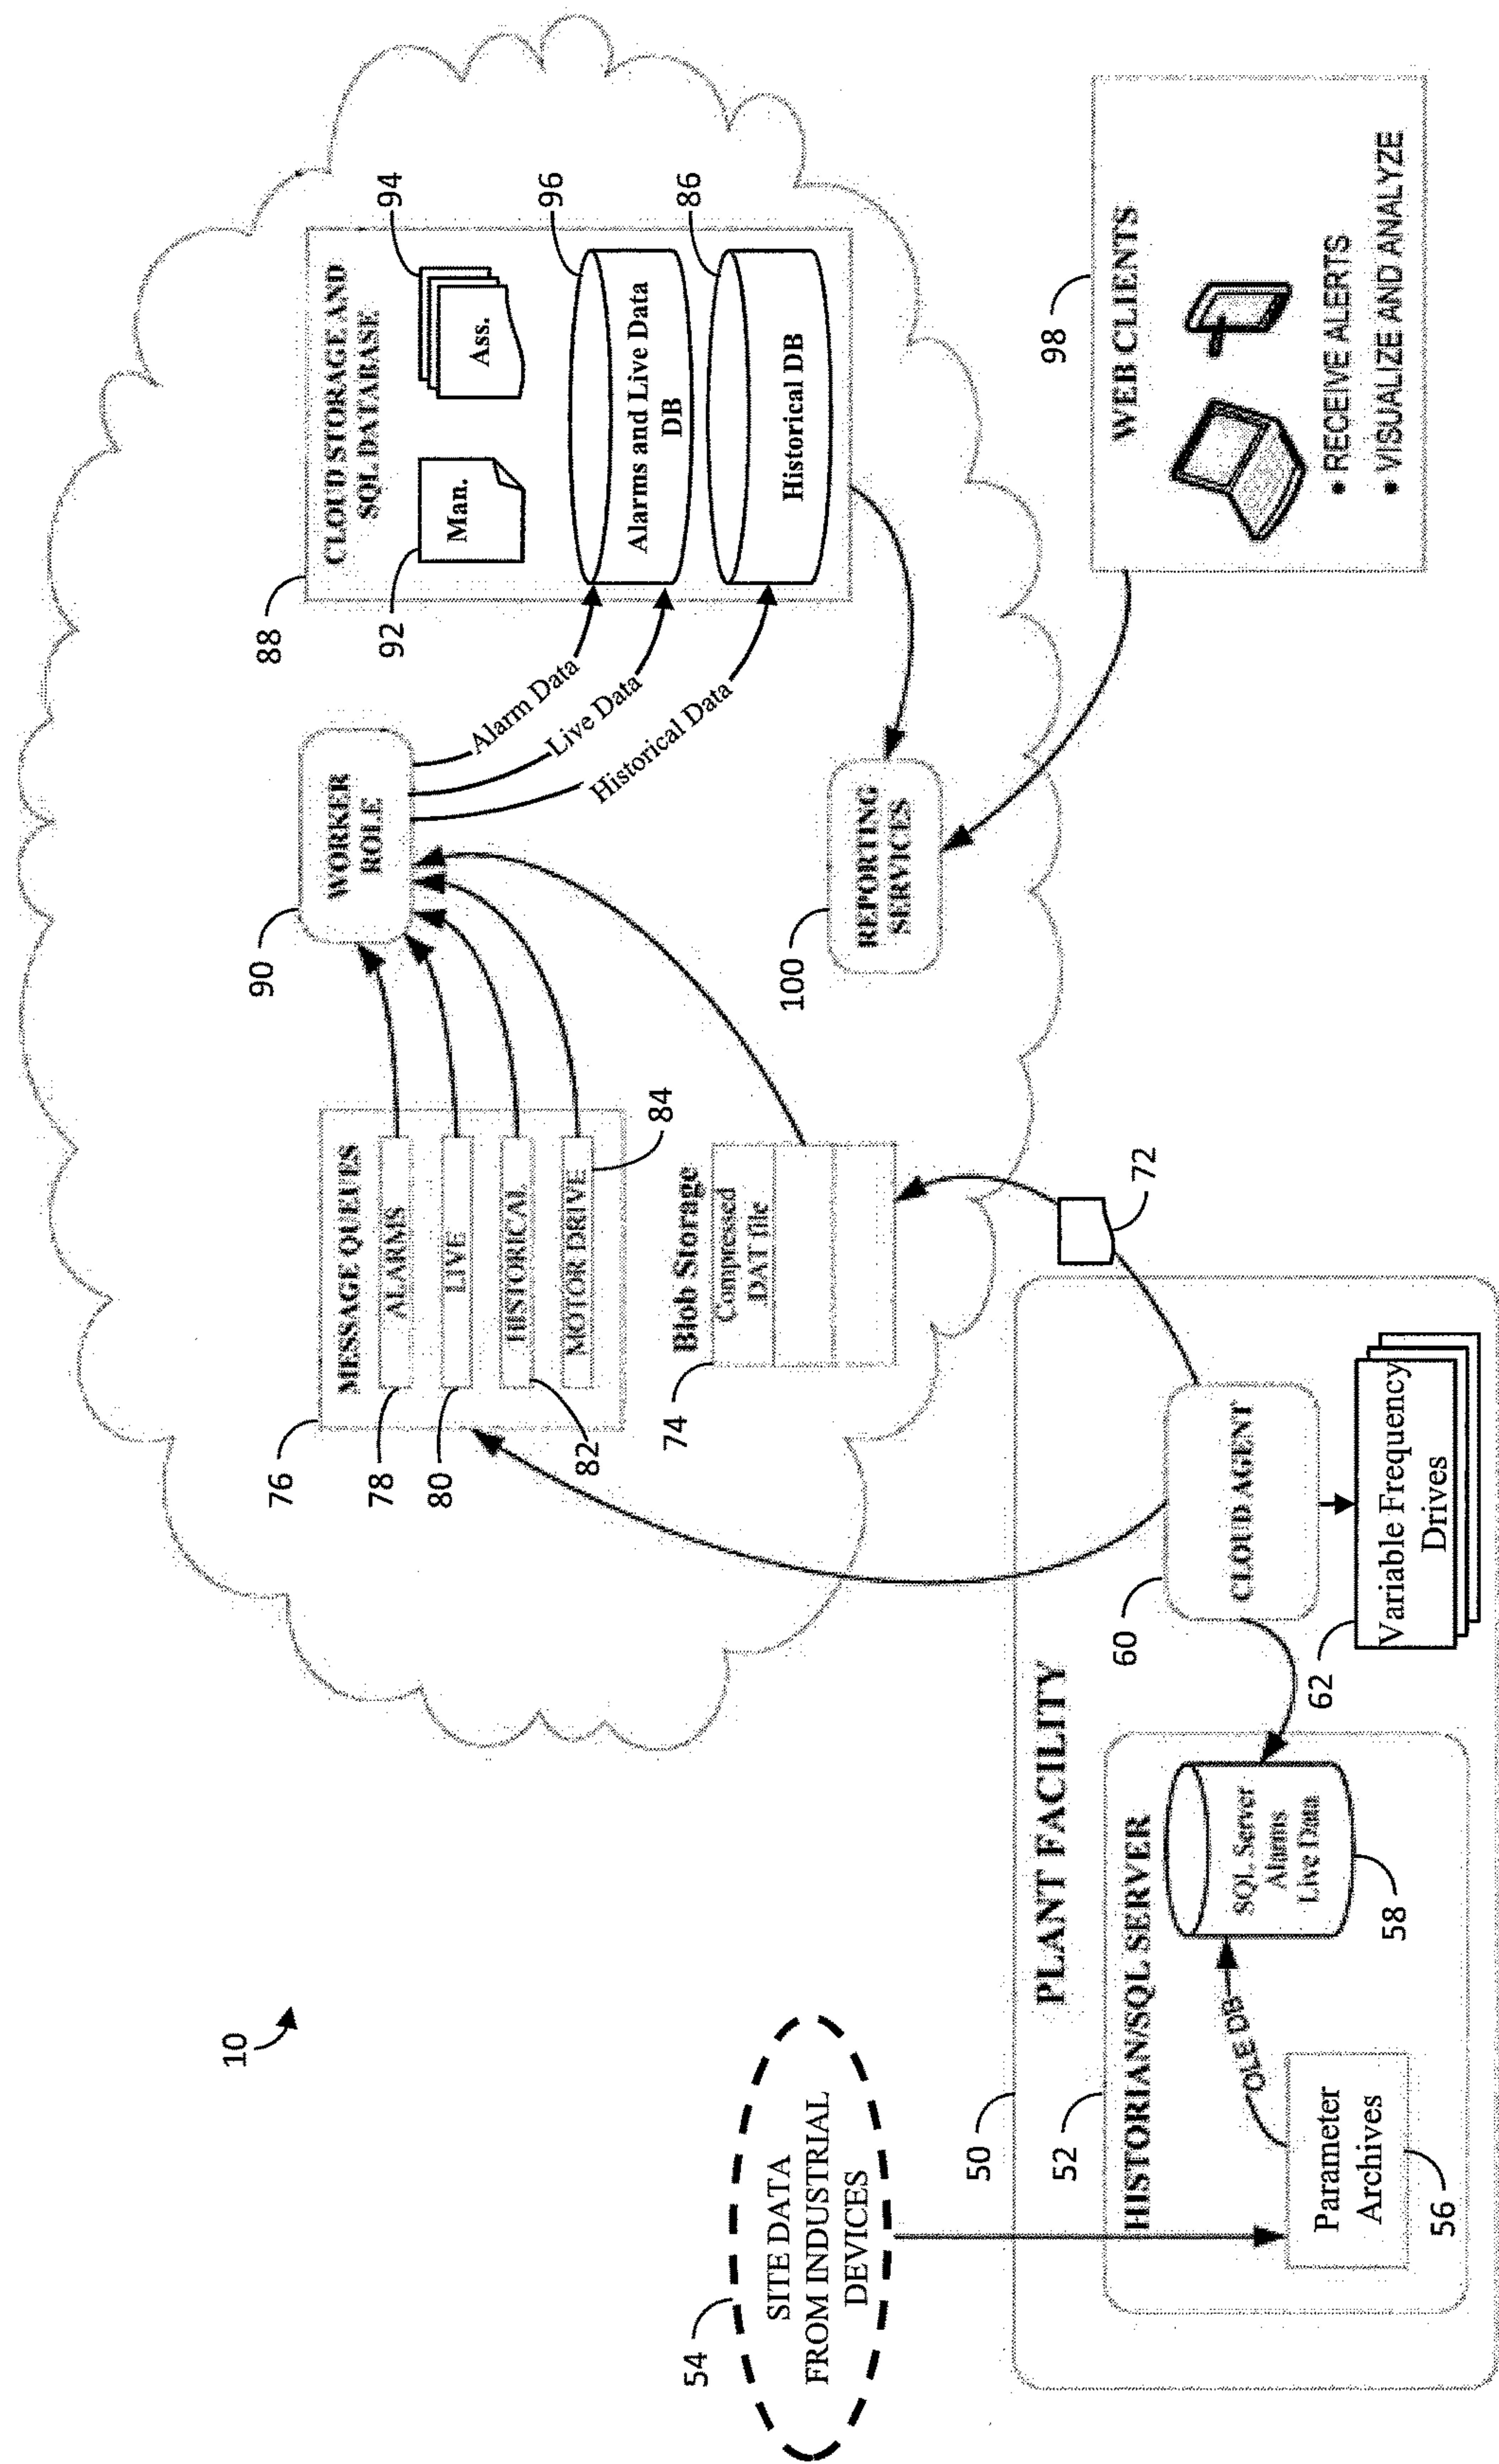 10
CLOUD STORAGE AND
SQL DATABASE
88
92
Man.
94
Ass.
96
Alarms and Live Data
DB
86
Historical DB
90
WORKER
ROLE
Alarm Data
Live Data
Historical Data
76
MESSAGE QUEUES
78
ALARMS
80
LIVE
82
HISTORICAL
MOTOR DRIVE
84
Blob Storage
74
Compressed
.DAT file
72
100
REPORTING
SERVICES
98
WEB CLIENTS
• RECEIVE ALERTS
• VISUALIZE AND ANALYZE
54
SITE DATA
FROM INDUSTRIAL
DEVICES
50
PLANT FACILITY
52
HISTORIAN/SQL SERVER
Parameter
Archives
56
OLE DB
SQL Server
Alarms
Live Data
58
60
CLOUD AGENT
62
Variable Frequency
Drives